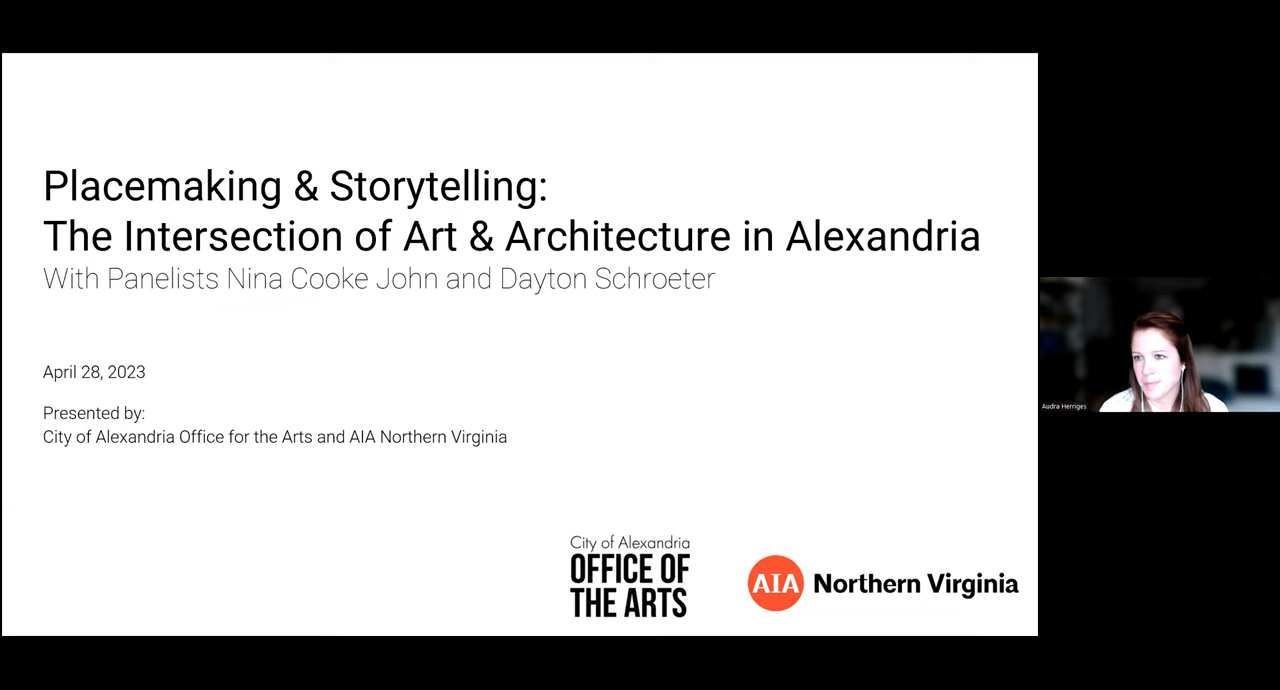 Placemaking & Storytelling:
The Intersection of Art & Architecture in Alexandria
With Panelists Nina Cooke John and Dayton Schroeter
April 28, 2023
Presented by:
City of Alexandria Office for the Arts and AIA Northern Virginia
City of Alexandria
OFFICE OF
THE ARTS
AIA Northern Virginia
Audra Herriges